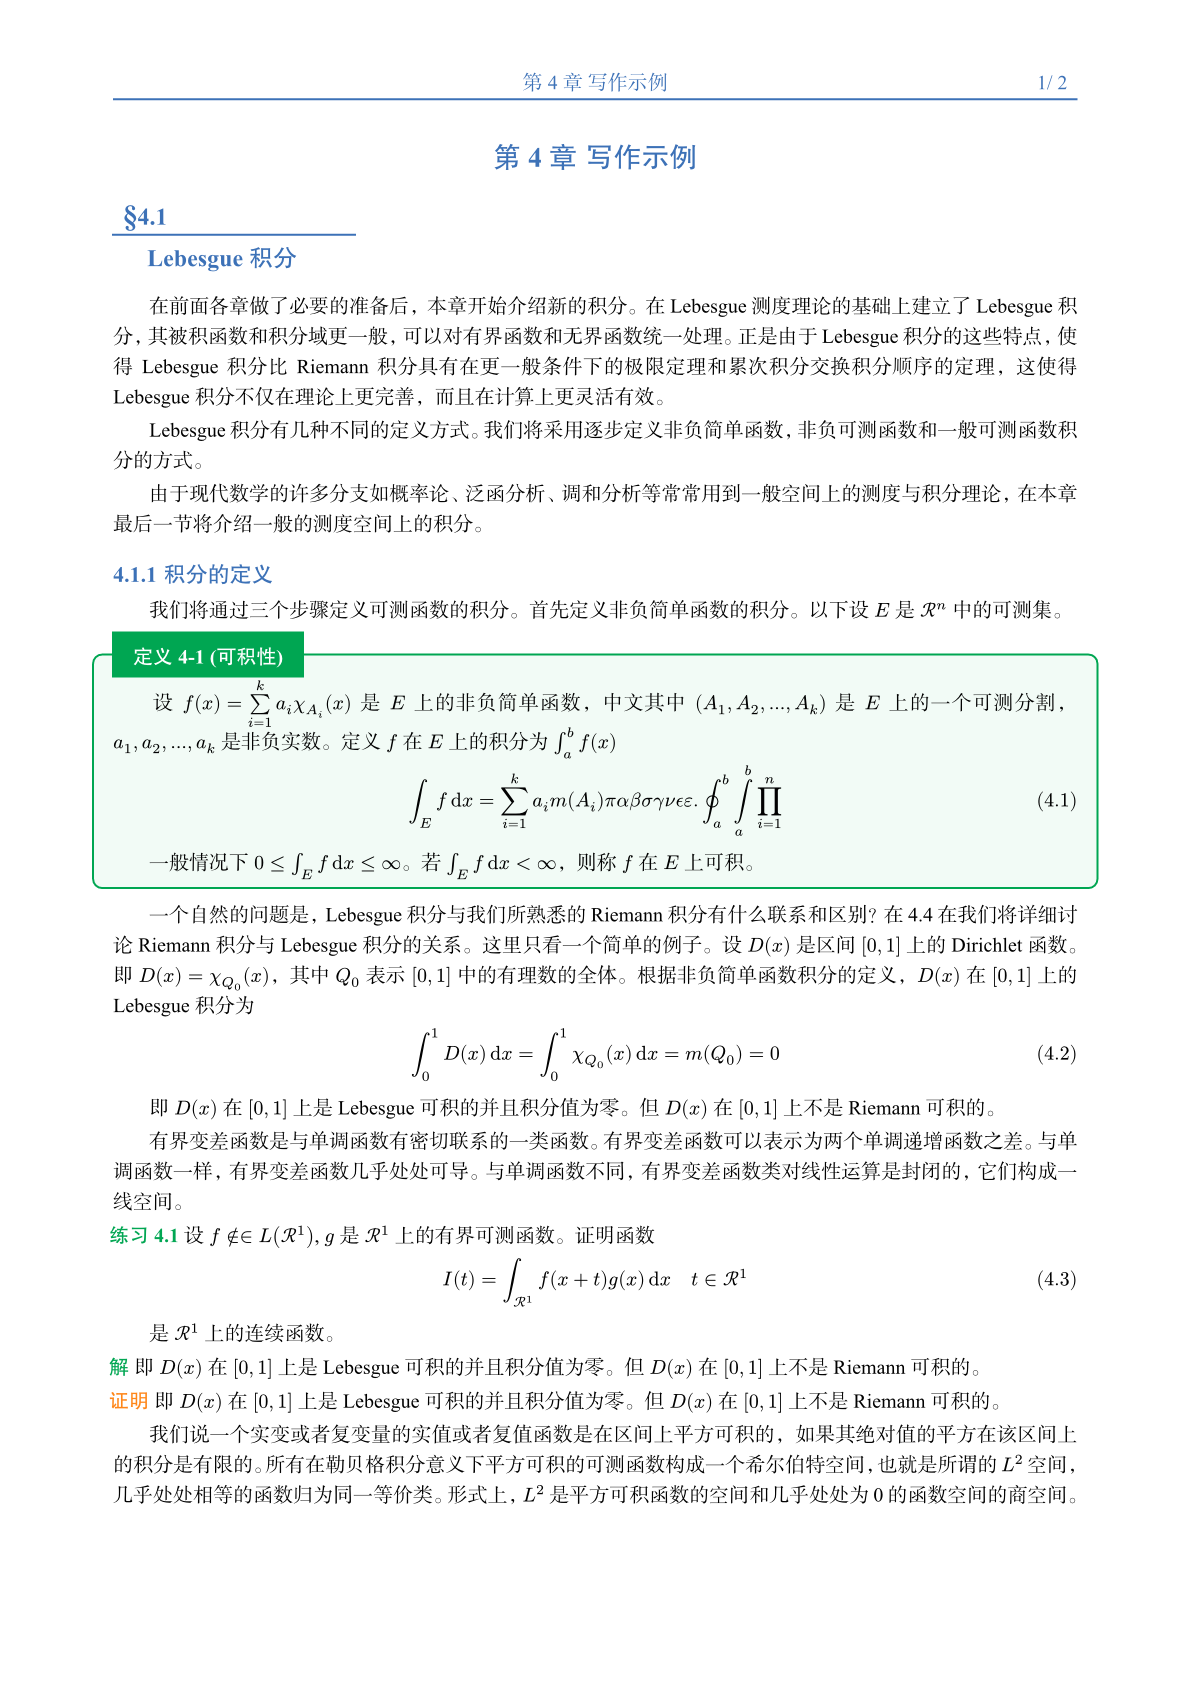 第 4 章 写作示例 1/ 2
第 4 章 写作示例
§4.1
Lebesgue 积分
在前面各章做了必要的准备后，本章开始介绍新的积分。在 Lebesgue 测度理论的基础上建立了 Lebesgue 积
分，其被积函数和积分域更一般，可以对有界函数和无界函数统一处理。正是由于 Lebesgue 积分的这些特点，使
得 Lebesgue 积分比 Riemann 积分具有在更一般条件下的极限定理和累次积分交换积分顺序的定理，这使得
Lebesgue 积分不仅在理论上更完善，而且在计算上更灵活有效。
Lebesgue 积分有几种不同的定义方式。我们将采用逐步定义非负简单函数，非负可测函数和一般可测函数积
分的方式。
由于现代数学的许多分支如概率论、泛函分析、调和分析等常常用到一般空间上的测度与积分理论，在本章
最后一节将介绍一般的测度空间上的积分。
4.1.1 积分的定义
我们将通过三个步骤定义可测函数的积分。首先定义非负简单函数的积分。以下设 $E$ 是 $\mathcal{R}^n$ 中的可测集。
定义 4-1 (可积性)
设 $f(x) = \sum_{i=1}^{k} a_i \chi_{A_i}(x)$ 是 $E$ 上的非负简单函数，中文其中 $(A_1, A_2, ..., A_k)$ 是 $E$ 上的一个可测分割，
$a_1, a_2, ..., a_k$ 是非负实数。定义 $f$ 在 $E$ 上的积分为 $\int_a^b f(x)$
$\int_E f \,\mathrm{d}x = \sum_{i=1}^{k} a_i m(A_i) \pi\alpha\beta\sigma\gamma\nu\epsilon\varepsilon. \oint_a^b \int\limits_a^b \prod_{i=1}^{n}$ (4.1)
一般情况下 $0 \le \int_E f \,\mathrm{d}x \le \infty$。若 $\int_E f \,\mathrm{d}x < \infty$，则称 $f$ 在 $E$ 上可积。
一个自然的问题是，Lebesgue 积分与我们所熟悉的 Riemann 积分有什么联系和区别？在 4.4 在我们将详细讨
论 Riemann 积分与 Lebesgue 积分的关系。这里只看一个简单的例子。设 $D(x)$ 是区间 $[0, 1]$ 上的 Dirichlet 函数。
即 $D(x) = \chi_{Q_0}(x)$，其中 $Q_0$ 表示 $[0, 1]$ 中的有理数的全体。根据非负简单函数积分的定义，$D(x)$ 在 $[0, 1]$ 上的
Lebesgue 积分为
$\int_0^1 D(x) \,\mathrm{d}x = \int_0^1 \chi_{Q_0}(x) \,\mathrm{d}x = m(Q_0) = 0$ (4.2)
即 $D(x)$ 在 $[0, 1]$ 上是 Lebesgue 可积的并且积分值为零。但 $D(x)$ 在 $[0, 1]$ 上不是 Riemann 可积的。
有界变差函数是与单调函数有密切联系的一类函数。有界变差函数可以表示为两个单调递增函数之差。与单
调函数一样，有界变差函数几乎处处可导。与单调函数不同，有界变差函数类对线性运算是封闭的，它们构成一
线空间。
练习 4.1 设 $f \notin\in L(\mathcal{R}^1), g$ 是 $\mathcal{R}^1$ 上的有界可测函数。证明函数
$I(t) = \int_{\mathcal{R}^1} f(x+t)g(x) \,\mathrm{d}x \quad t \in \mathcal{R}^1$ (4.3)
是 $\mathcal{R}^1$ 上的连续函数。
解 即 $D(x)$ 在 $[0, 1]$ 上是 Lebesgue 可积的并且积分值为零。但 $D(x)$ 在 $[0, 1]$ 上不是 Riemann 可积的。
证明 即 $D(x)$ 在 $[0, 1]$ 上是 Lebesgue 可积的并且积分值为零。但 $D(x)$ 在 $[0, 1]$ 上不是 Riemann 可积的。
我们说一个实变或者复变量的实值或者复值函数是在区间上平方可积的，如果其绝对值的平方在该区间上
的积分是有限的。所有在勒贝格积分意义下平方可积的可测函数构成一个希尔伯特空间，也就是所谓的 $L^2$ 空间，
几乎处处相等的函数归为同一等价类。形式上，$L^2$ 是平方可积函数的空间和几乎处处为 0 的函数空间的商空间。